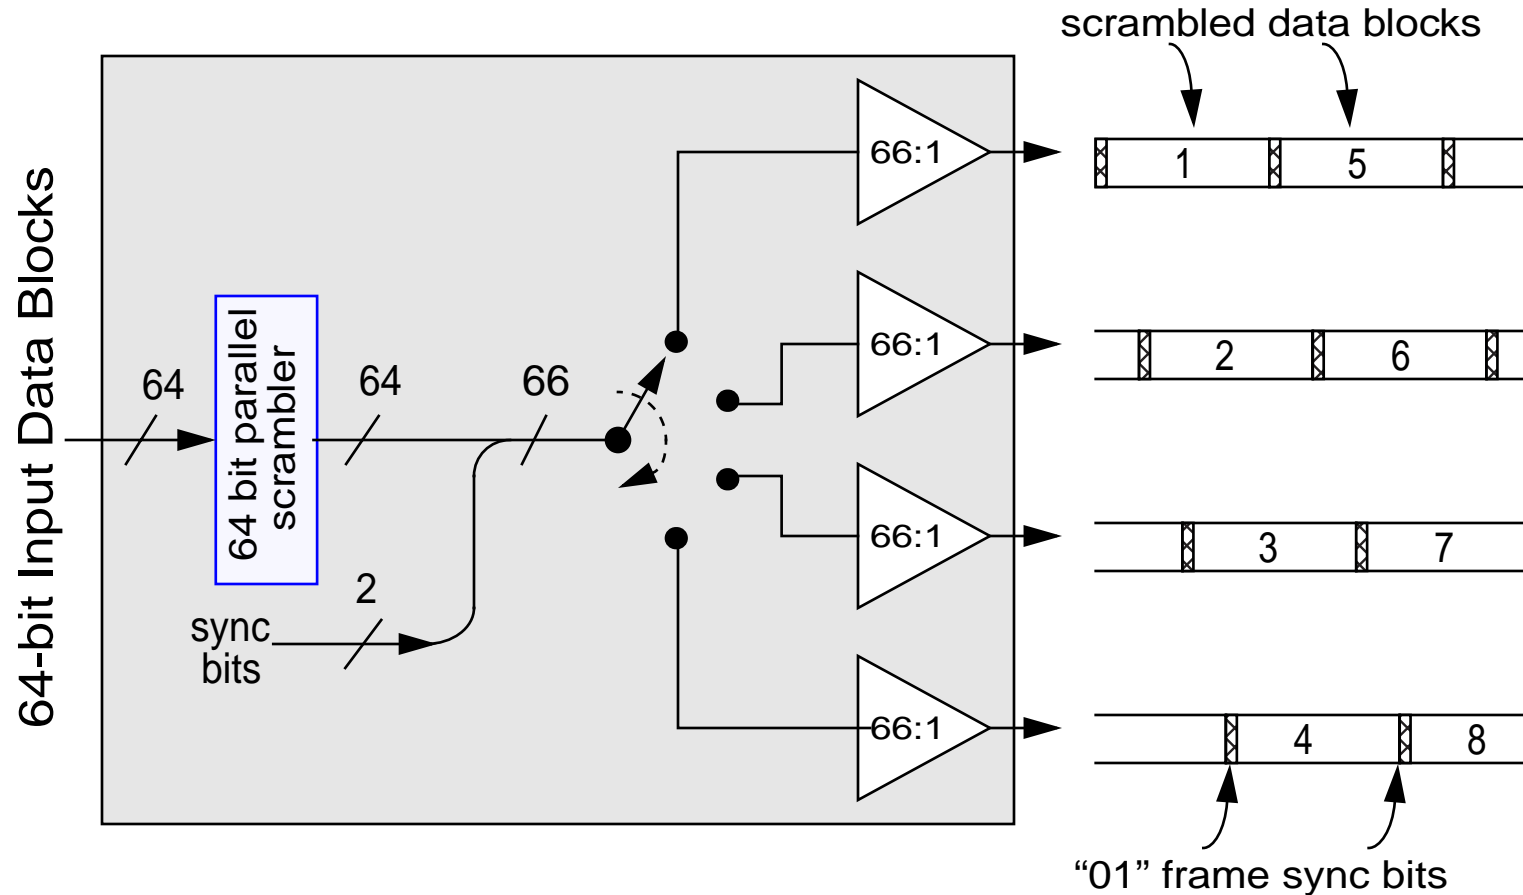 scrambled data blocks
64-bit Input Data Blocks
64
64 bit parallel
scrambler
64
66
2
sync
bits
66:1
66:1
66:1
66:1
1
5
2
6
3
7
4
8
“01” frame sync bits